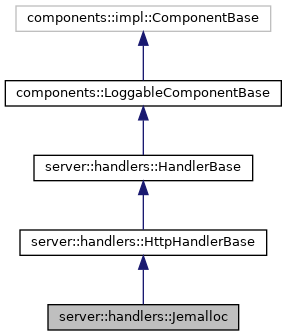 components::impl::ComponentBase
components::LoggableComponentBase
server::handlers::HandlerBase
server::handlers::HttpHandlerBase
server::handlers::Jemalloc